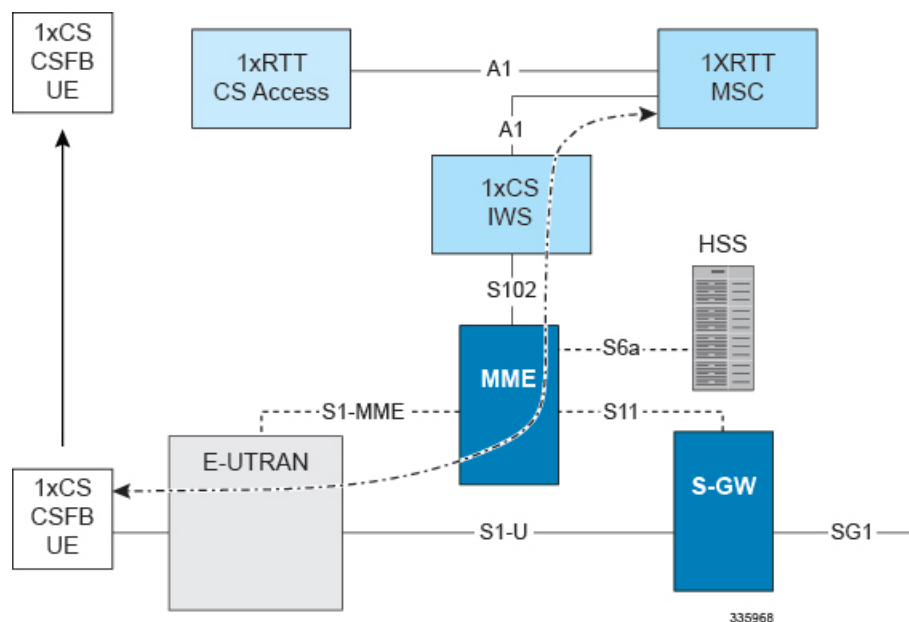 1xCS
CSFB
UE
1xRTT
CS Access
A1
1XRTT
MSC
A1
1xCS
IWS
HSS
S102
S6a
MME
S1-MME
S11
E-UTRAN
1xCS
CSFB
UE
S-GW
S1-U
SG1
335968